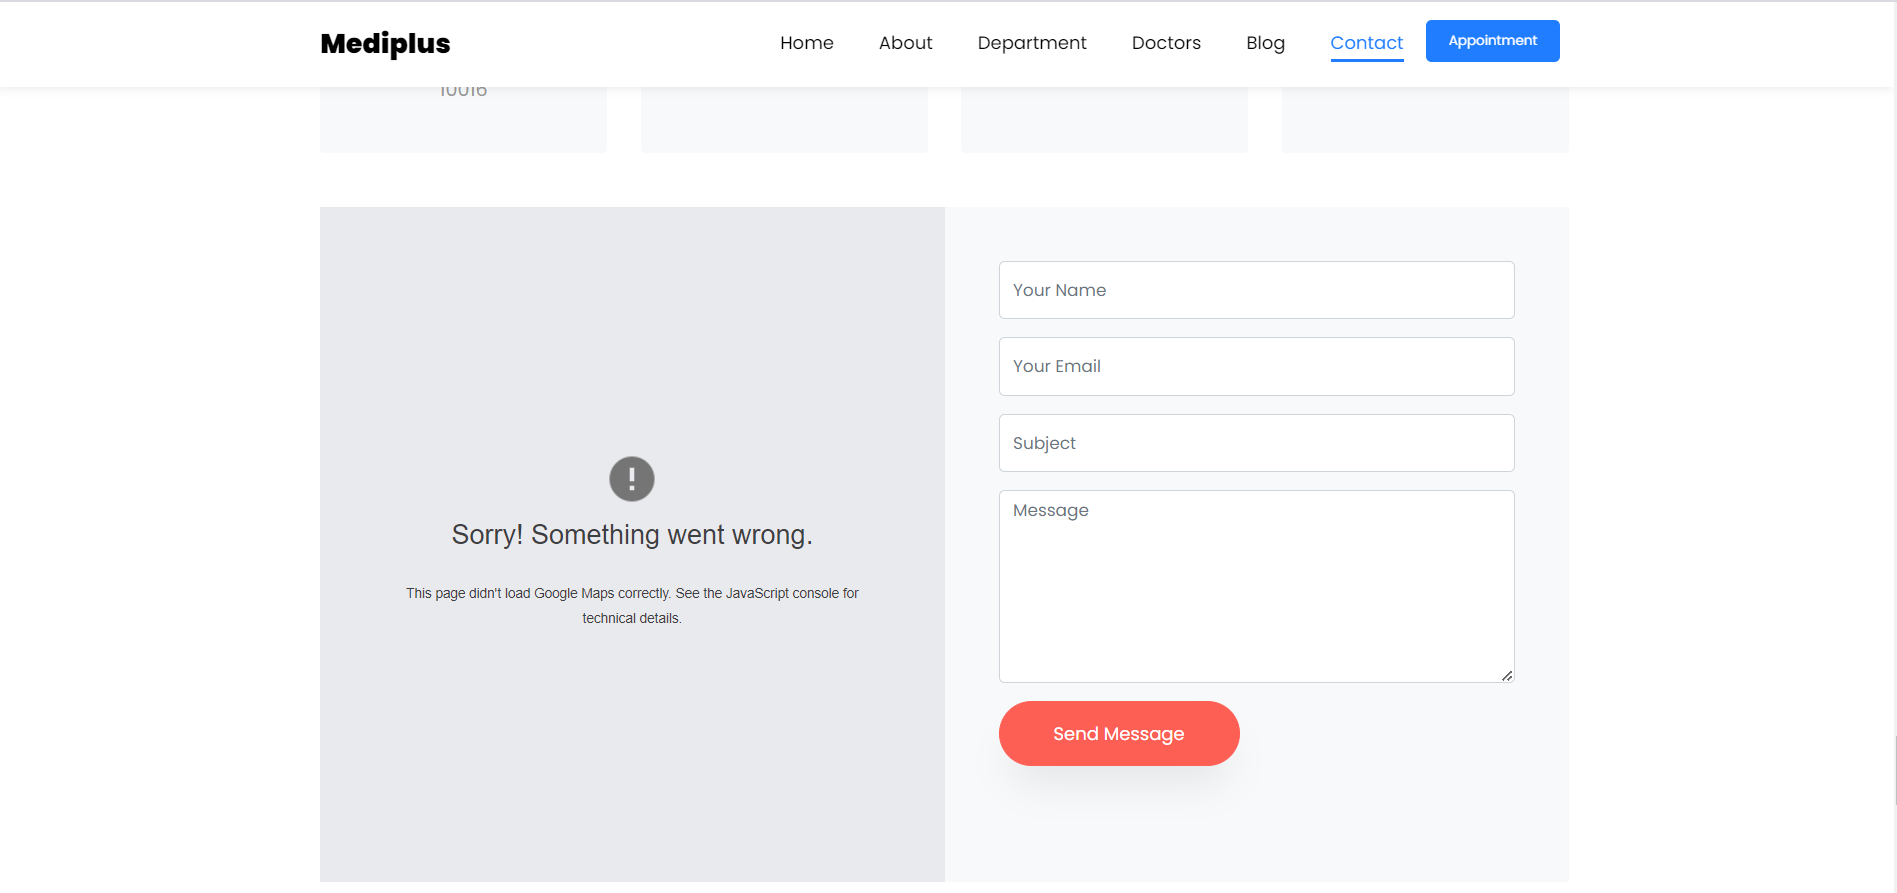 Mediplus
Home About Department Doctors Blog Contact Appointment
10016
Sorry! Something went wrong.
This page didn't load Google Maps correctly. See the JavaScript console for
technical details.
Your Name
Your Email
Subject
Message
Send Message